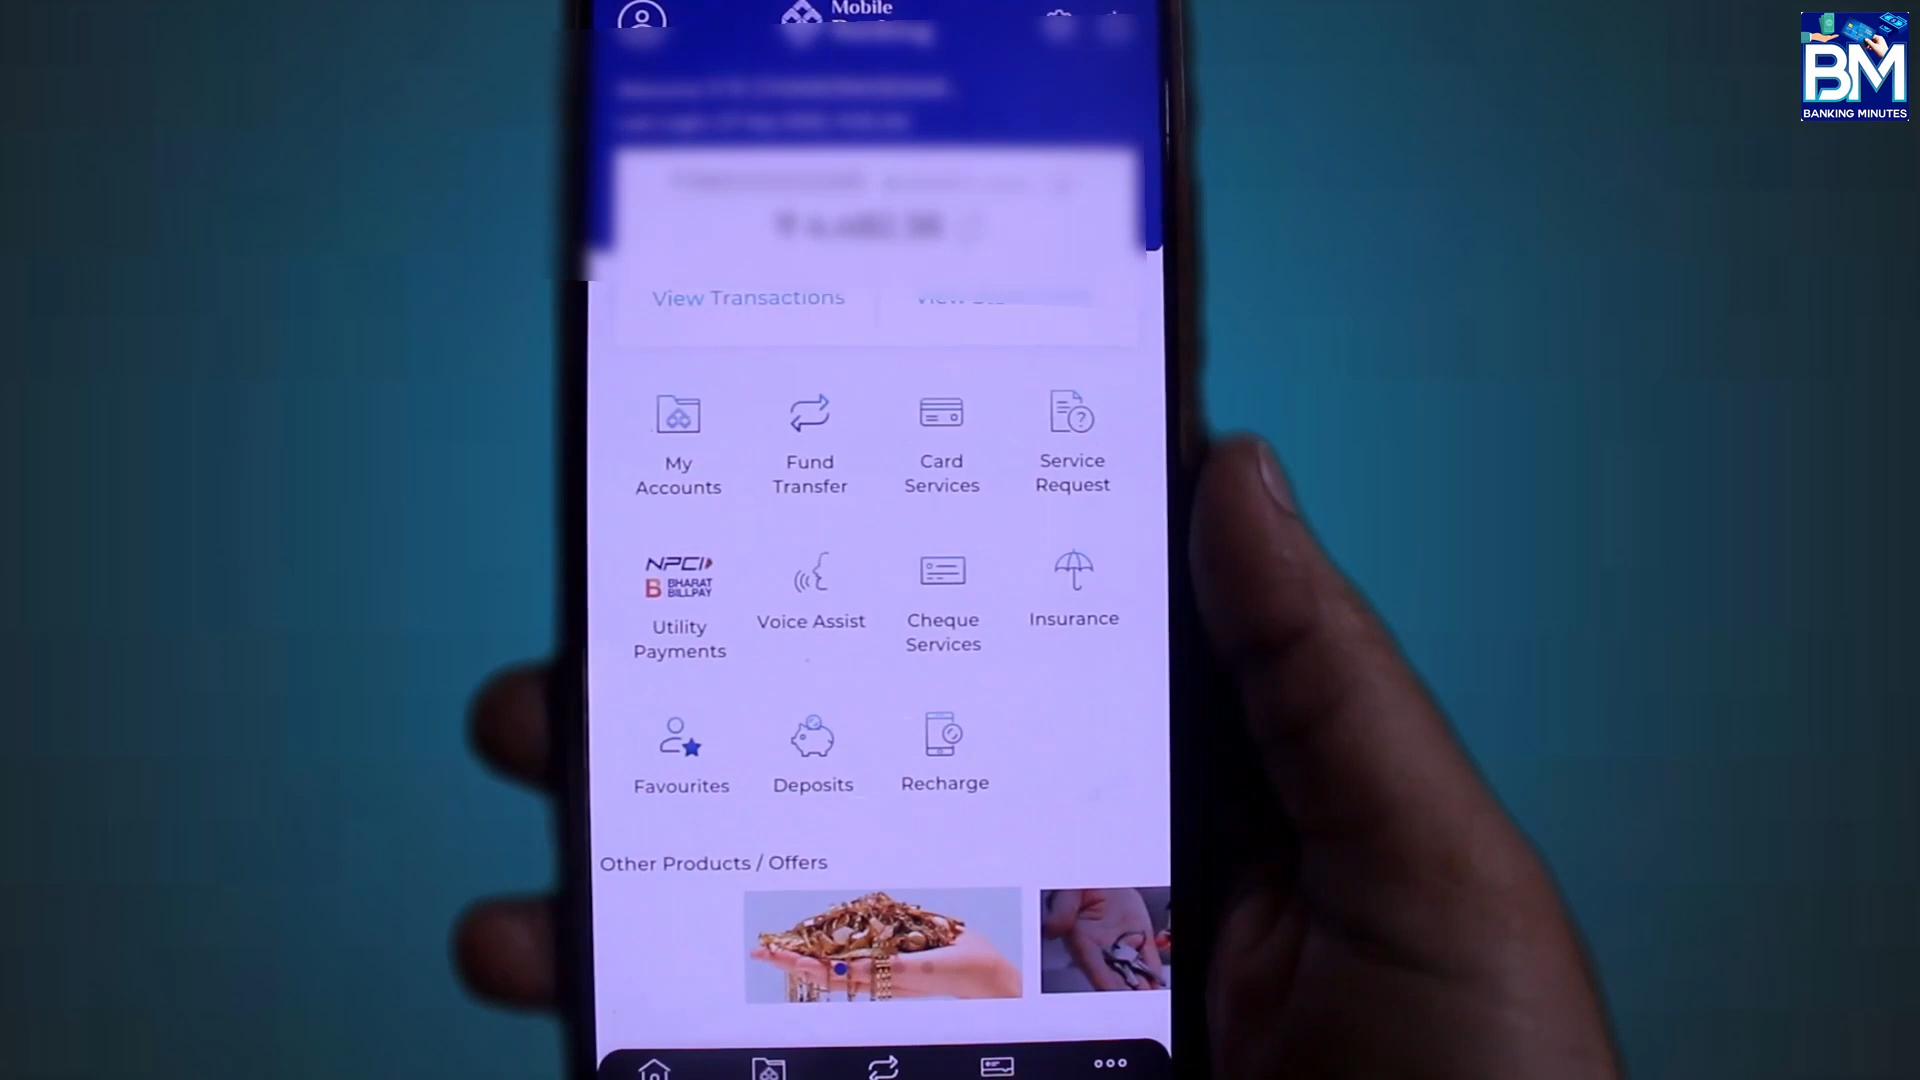 Mobile
BM
BANKING MINUTES
View Transactions
View
My
Accounts
Fund
Transfer
Card
Services
Service
Request
NPCI
B BHARAT
BILLPAY
Utility
Payments
Voice Assist
Cheque
Services
Insurance
Favourites
Deposits
Recharge
Other Products / Offers